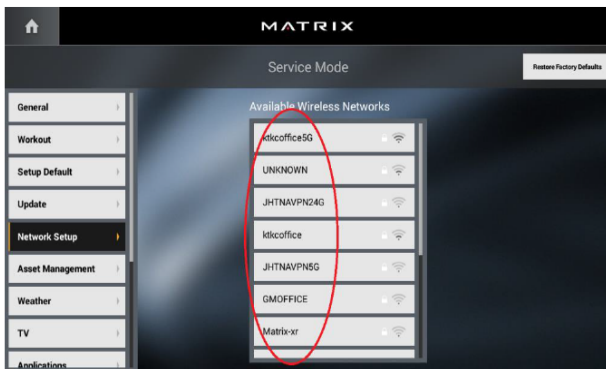 MATRIX
Service Mode
Restore Factory Defaults
General
Workout
Setup Default
Update
Network Setup
Asset Management
Weather
TV
Applications
Available Wireless Networks
ktkcoffice5G
UNKNOWN
JHTNAVPN24G
ktkcoffice
JHTNAVPN5G
GMOFFICE
Matrix-xr